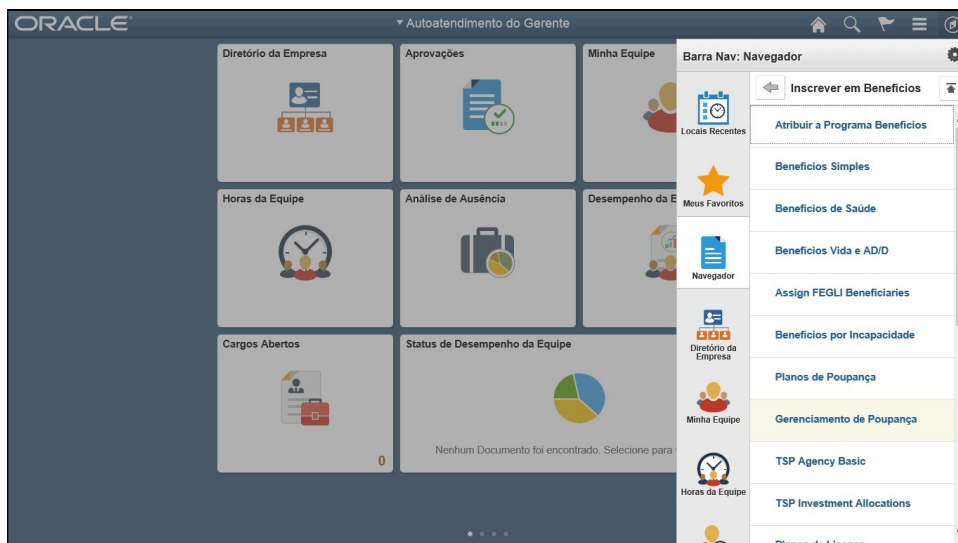 ORACLE
Autoatendimento do Gerente
Diretório da Empresa
Aprovações
Minha Equipe
Horas da Equipe
Análise de Ausência
Desempenho da E
Cargos Abertos
0
Status de Desempenho da Equipe
Nenhum Documento foi encontrado. Selecione para
Barra Nav: Navegador
Locais Recentes
Meus Favoritos
Navegador
Diretório da
Empresa
Minha Equipe
Horas da Equipe
Inscrever em Benefícios
Atribuir a Programa Benefícios
Benefícios Simples
Benefícios de Saúde
Benefícios Vida e AD/D
Assign FEGLI Beneficiaries
Benefícios por Incapacidade
Planos de Poupança
Gerenciamento de Poupança
TSP Agency Basic
TSP Investment Allocations